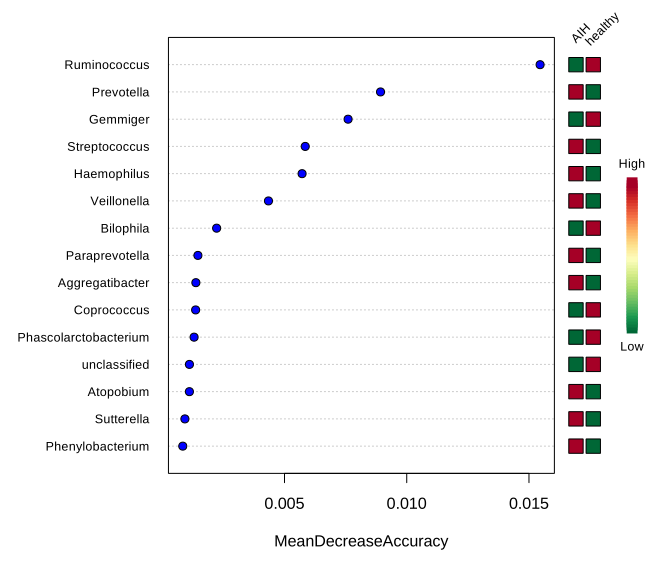 AIH healthy
Ruminococcus
Prevotella
Gemmiger
Streptococcus
Haemophilus
Veillonella
Bilophila
Paraprevotella
Aggregatibacter
Coprococcus
Phascolarctobacterium
unclassified
Atopobium
Sutterella
Phenylobacterium
High
Low
0.005 0.010 0.015
MeanDecreaseAccuracy